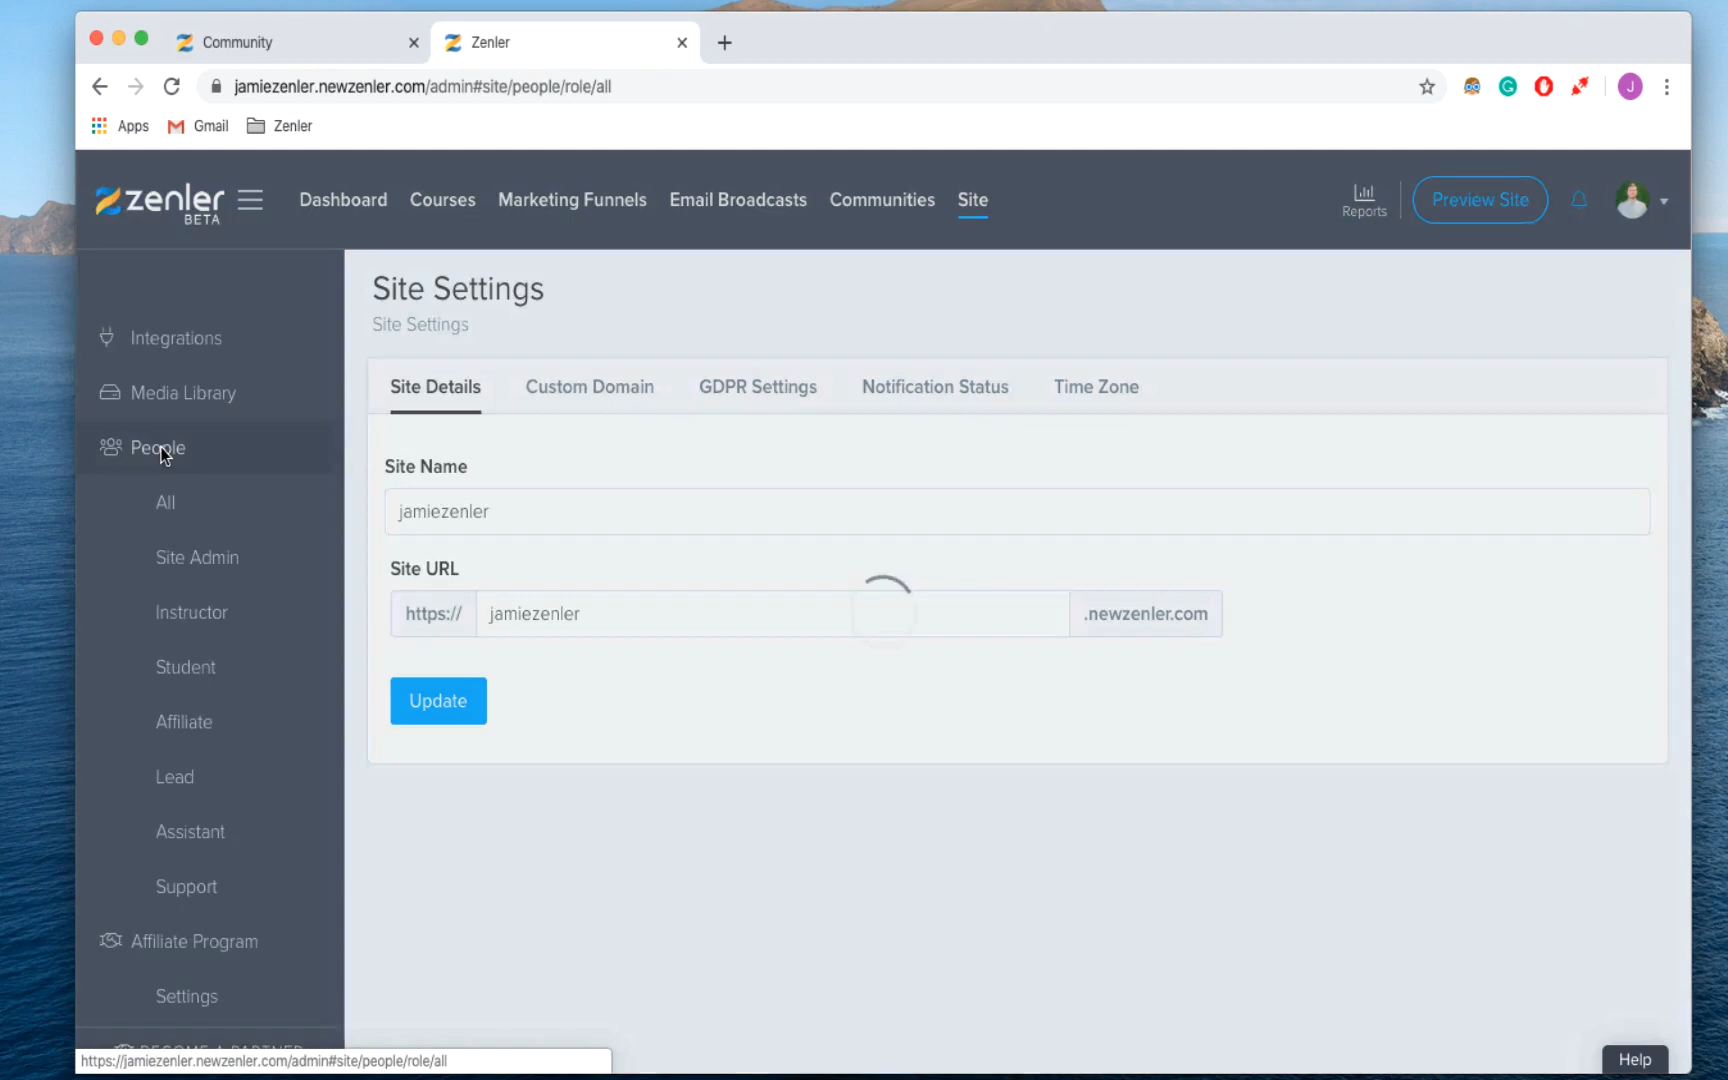 Community
Zenler
jamiezenler.newzenler.com/admin#site/people/role/all
J
Apps Gmail Zenler
zenler
BETA
Dashboard Courses Marketing Funnels Email Broadcasts Communities Site
Reports
Preview Site
Integrations
Media Library
People
All
Site Admin
Instructor
Student
Affiliate
Lead
Assistant
Support
Affiliate Program
Settings
Site Settings
Site Settings
Site Details Custom Domain GDPR Settings Notification Status Time Zone
Site Name
jamiezenler
Site URL
https:// jamiezenler .newzenler.com
Update
BECOME A PARTNER
https://jamiezenler.newzenler.com/admin#site/people/role/all
Help